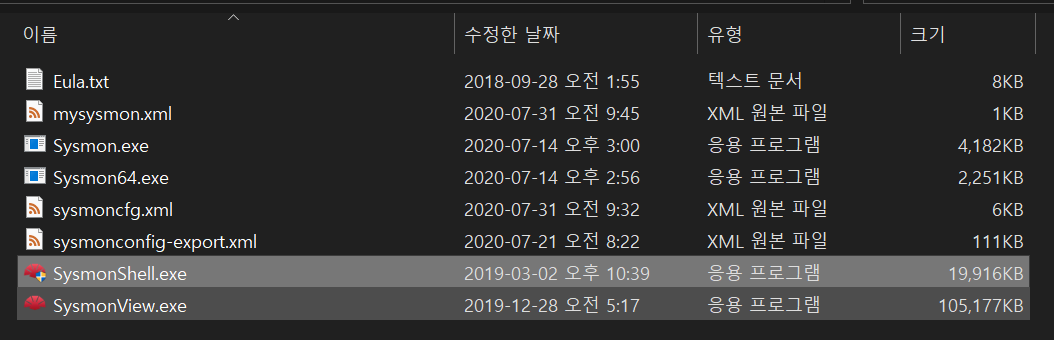 이름 수정한 날짜 유형 크기
Eula.txt 2018-09-28 오전 1:55 텍스트 문서 8KB
mysysmon.xml 2020-07-31 오전 9:45 XML 원본 파일 1KB
Sysmon.exe 2020-07-14 오후 3:00 응용 프로그램 4,182KB
Sysmon64.exe 2020-07-14 오후 2:56 응용 프로그램 2,251KB
sysmoncfg.xml 2020-07-31 오전 9:32 XML 원본 파일 6KB
sysmonconfig-export.xml 2020-07-21 오전 8:22 XML 원본 파일 111KB
SysmonShell.exe 2019-03-02 오후 10:39 응용 프로그램 19,916KB
SysmonView.exe 2019-12-28 오전 5:17 응용 프로그램 105,177KB